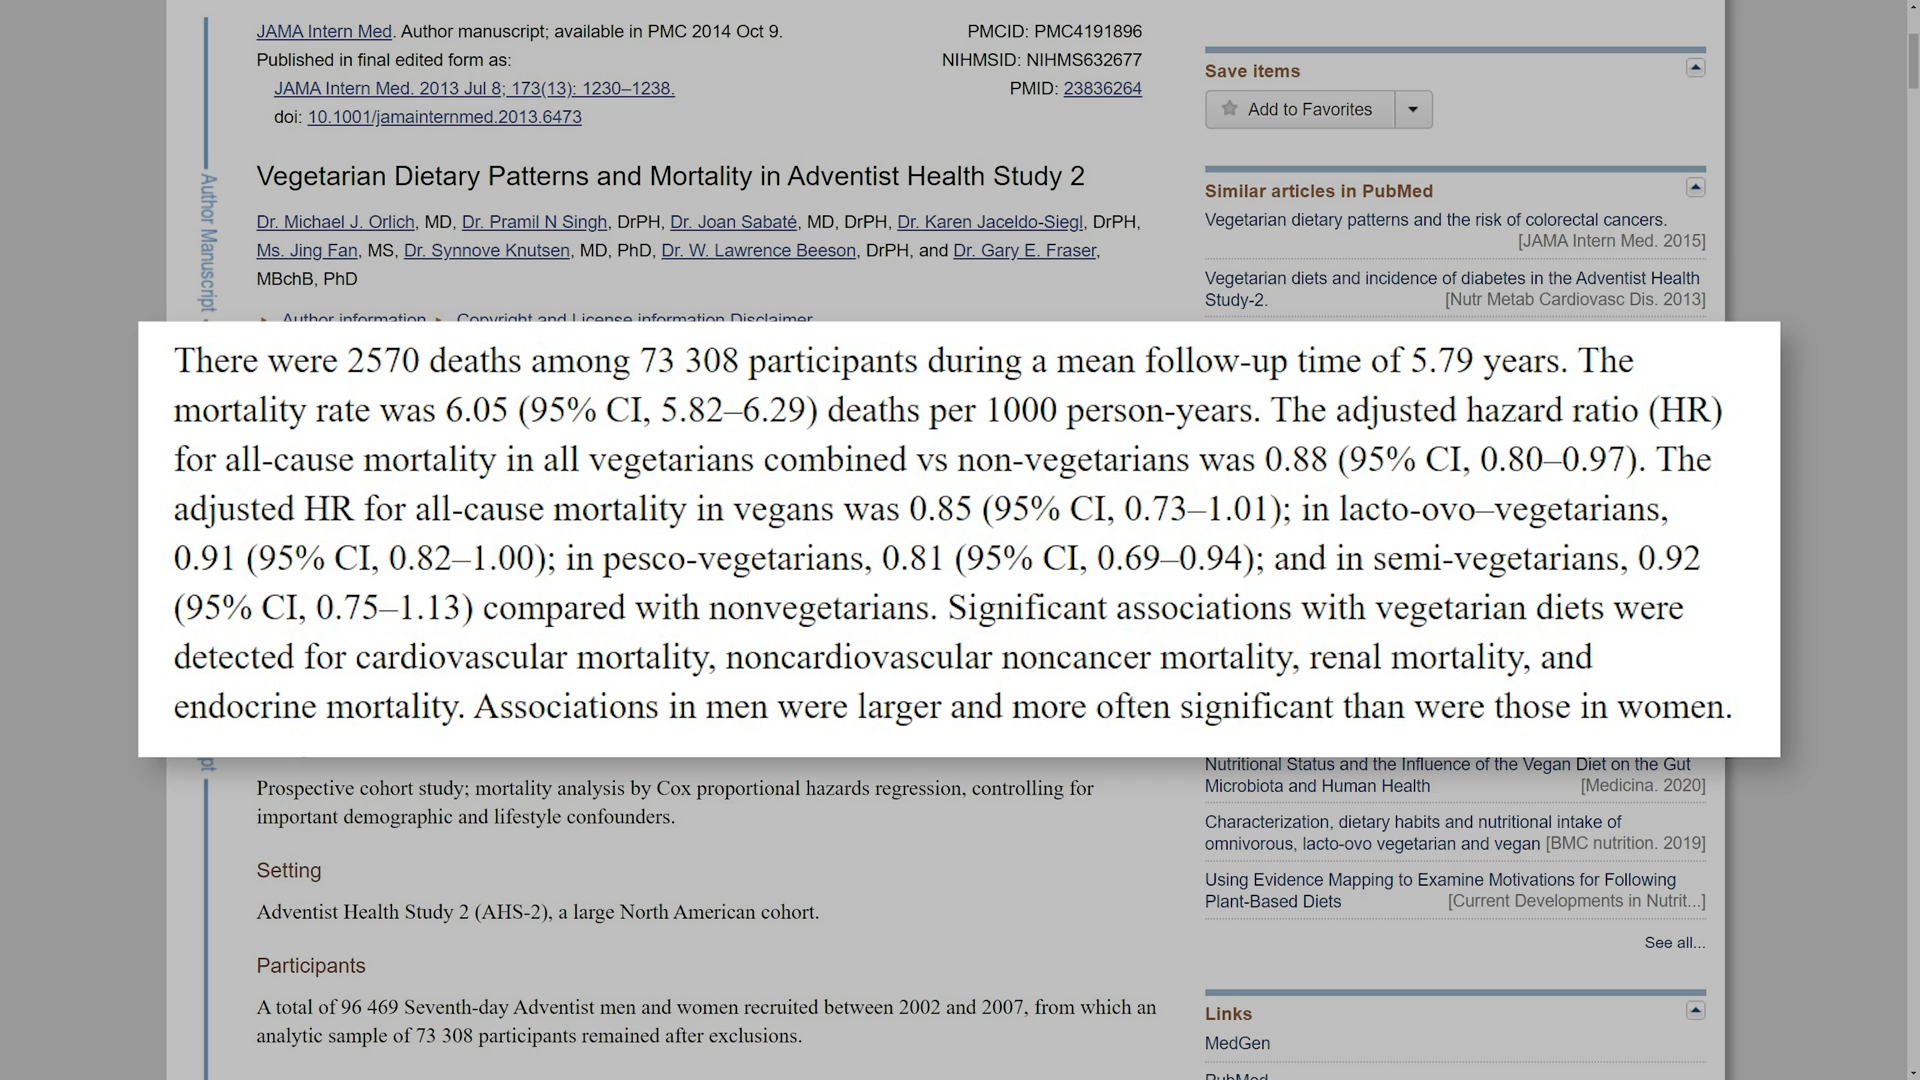 JAMA Intern Med. Author manuscript; available in PMC 2014 Oct 9.
Published in final edited form as:
JAMA Intern Med. 2013 Jul 8; 173(13): 1230–1238.
doi: 10.1001/jamainternmed.2013.6473
PMCID: PMC4191896
NIHMSID: NIHMS632677
PMID: 23836264
Author Manuscript
Vegetarian Dietary Patterns and Mortality in Adventist Health Study 2
Dr. Michael J. Orlich, MD, Dr. Pramil N Singh, DrPH, Dr. Joan Sabaté, MD, DrPH, Dr. Karen Jaceldo-Siegl, DrPH,
Ms. Jing Fan, MS, Dr. Synnove Knutsen, MD, PhD, Dr. W. Lawrence Beeson, DrPH, and Dr. Gary E. Fraser,
MBchB, PhD
Author information Copyright and License information Disclaimer
Save items
Add to Favorites
Similar articles in PubMed
Vegetarian dietary patterns and the risk of colorectal cancers.
[JAMA Intern Med. 2015]
Vegetarian diets and incidence of diabetes in the Adventist Health
Study-2. [Nutr Metab Cardiovasc Dis. 2013]
There were 2570 deaths among 73 308 participants during a mean follow-up time of 5.79 years. The
mortality rate was 6.05 (95% CI, 5.82–6.29) deaths per 1000 person-years. The adjusted hazard ratio (HR)
for all-cause mortality in all vegetarians combined vs non-vegetarians was 0.88 (95% CI, 0.80–0.97). The
adjusted HR for all-cause mortality in vegans was 0.85 (95% CI, 0.73–1.01); in lacto-ovo–vegetarians,
0.91 (95% CI, 0.82–1.00); in pesco-vegetarians, 0.81 (95% CI, 0.69–0.94); and in semi-vegetarians, 0.92
(95% CI, 0.75–1.13) compared with nonvegetarians. Significant associations with vegetarian diets were
detected for cardiovascular mortality, noncardiovascular noncancer mortality, renal mortality, and
endocrine mortality. Associations in men were larger and more often significant than were those in women.
pt
Prospective cohort study; mortality analysis by Cox proportional hazards regression, controlling for
important demographic and lifestyle confounders.
Setting
Adventist Health Study 2 (AHS-2), a large North American cohort.
Participants
A total of 96 469 Seventh-day Adventist men and women recruited between 2002 and 2007, from which an
analytic sample of 73 308 participants remained after exclusions.
Nutritional Status and the Influence of the Vegan Diet on the Gut
Microbiota and Human Health [Medicina. 2020]
Characterization, dietary habits and nutritional intake of
omnivorous, lacto-ovo vegetarian and vegan [BMC nutrition. 2019]
Using Evidence Mapping to Examine Motivations for Following
Plant-Based Diets [Current Developments in Nutrit...]
See all...
Links
MedGen
PubMed